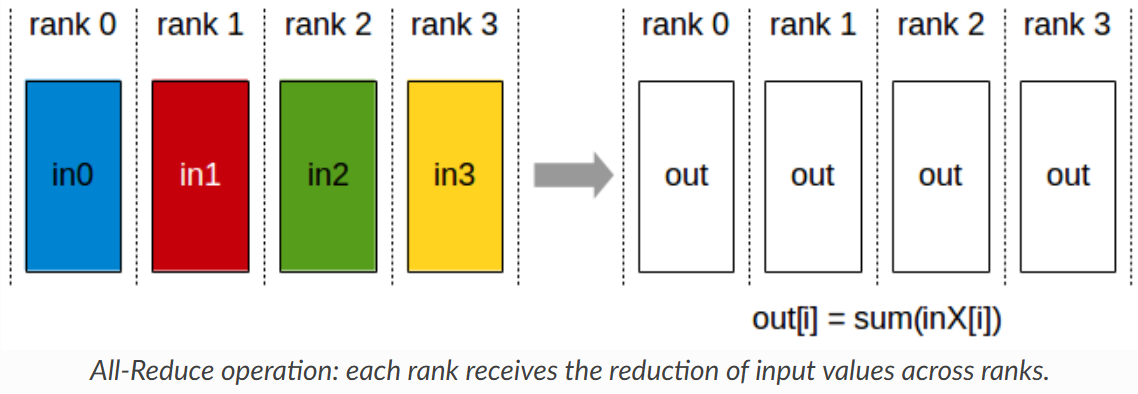 rank 0 rank 1 rank 2 rank 3 rank 0 rank 1 rank 2 rank 3
in0 in1 in2 in3 out out out out
out[i] = sum(inX[i])
All-Reduce operation: each rank receives the reduction of input values across ranks.